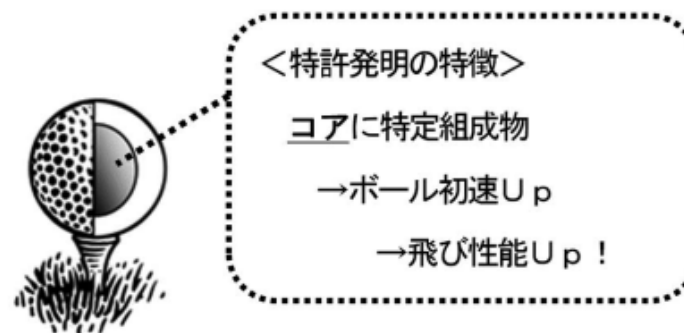 ＜特許発明の特徴＞
コアに特定組成物
→ボール初速Ｕｐ
→飛び性能Ｕｐ！